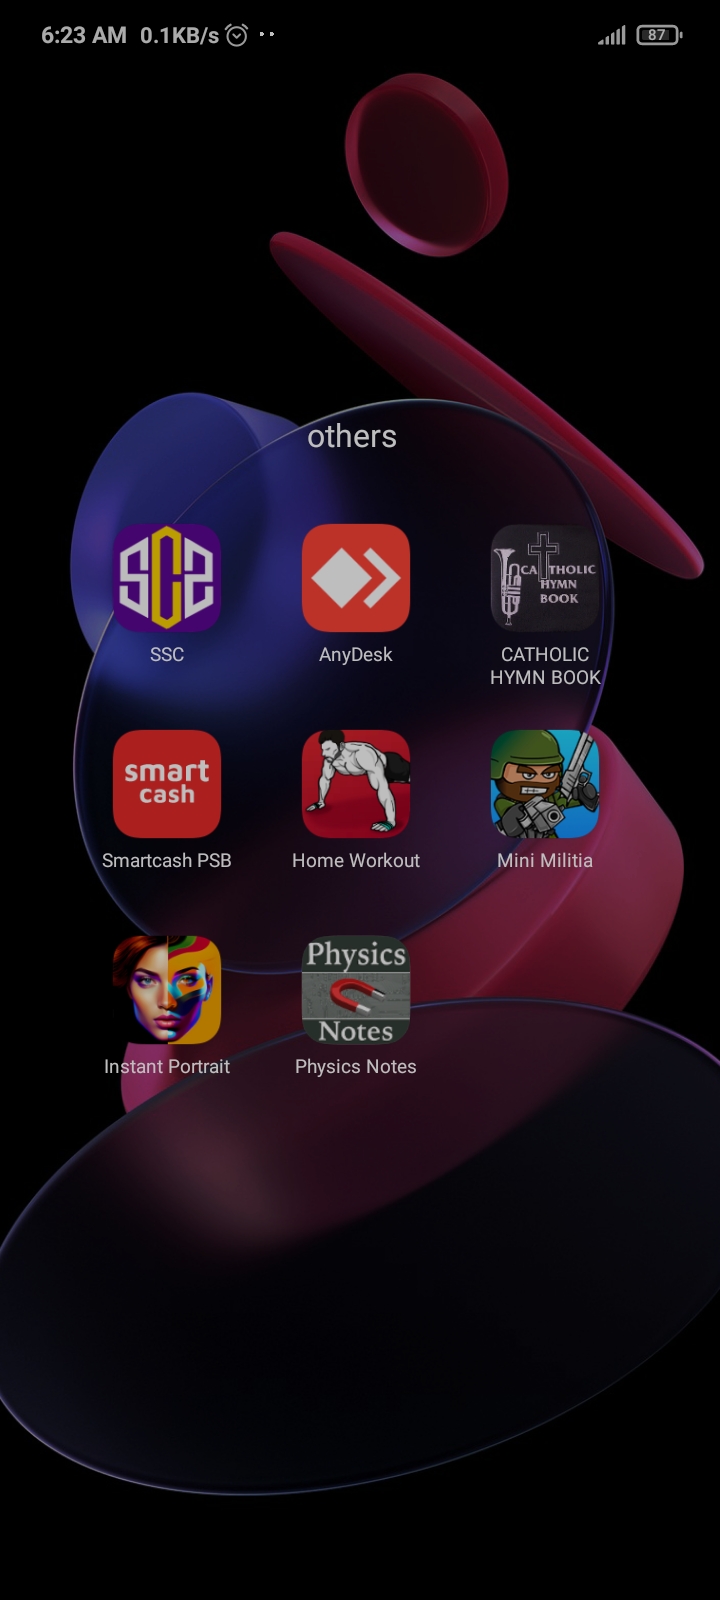 6:23 AM 0.1KB/s 87
others
SCS
CATHOLIC
HYMN
BOOK
SSC
AnyDesk
CATHOLIC
HYMN BOOK
smart
cash
Smartcash PSB
Home Workout
Mini Militia
Physics
Notes
Instant Portrait
Physics Notes